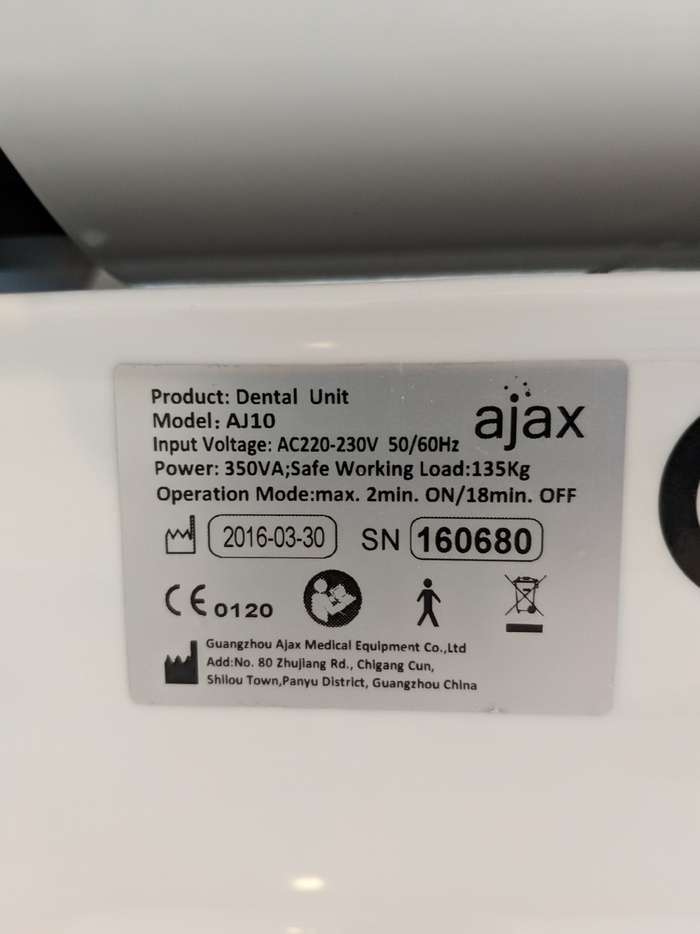 Product: Dental Unit
Model: AJ10
ajax
Input Voltage: AC220-230V 50/60Hz
Power: 350VA;Safe Working Load:135Kg
Operation Mode:max. 2min. ON/18min. OFF
2016-03-30 SN 160680
CE 0120
Guangzhou Ajax Medical Equipment Co.,Ltd
Add:No. 80 Zhujiang Rd., Chigang Cun,
Shilou Town,Panyu District, Guangzhou China